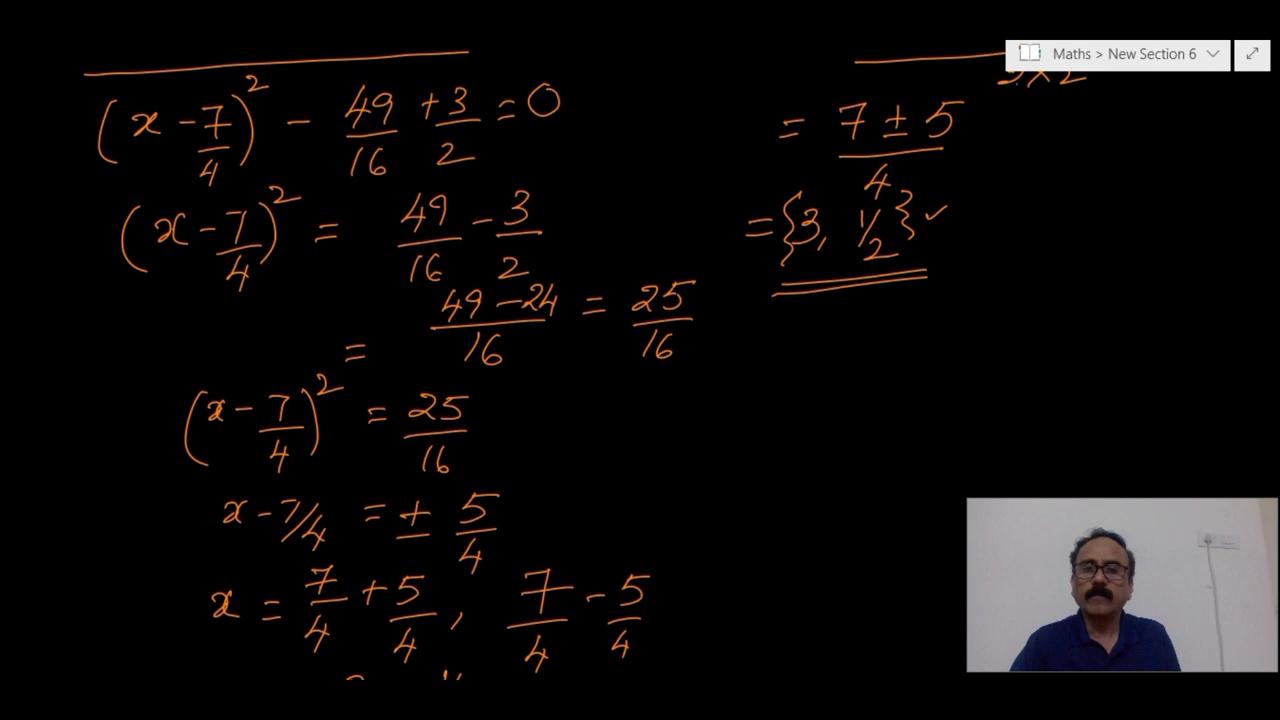 Maths > New Section 6
(x - 7/4)² - 49/16 + 3/2 = 0
(x - 7/4)² = 49/16 - 3/2
= (49 - 24)/16 = 25/16
(x - 7/4)² = 25/16
x - 7/4 = ± 5/4
x = 7/4 + 5/4, 7/4 - 5/4
= (7 ± 5)/4
= {3, 1/2} ✓